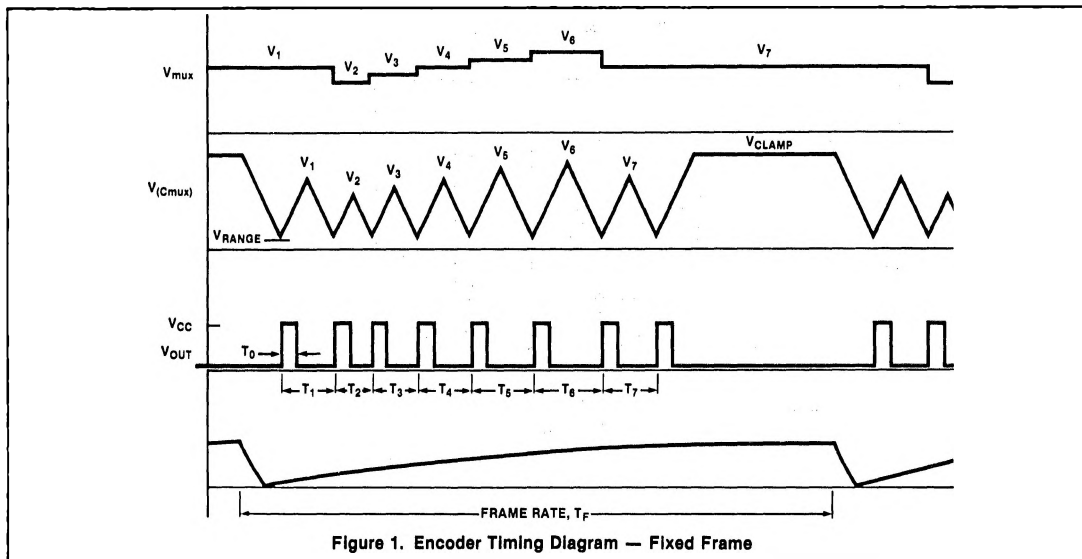 V1 V2 V3 V4 V5 V6 V7
Vmux
VCLAMP
V1 V2 V3 V4 V5 V6 V7
V(Cmux)
VRANGE
VCC
VOUT T0
T1 T2 T3 T4 T5 T6 T7
FRAME RATE, TF
Figure 1. Encoder Timing Diagram — Fixed Frame